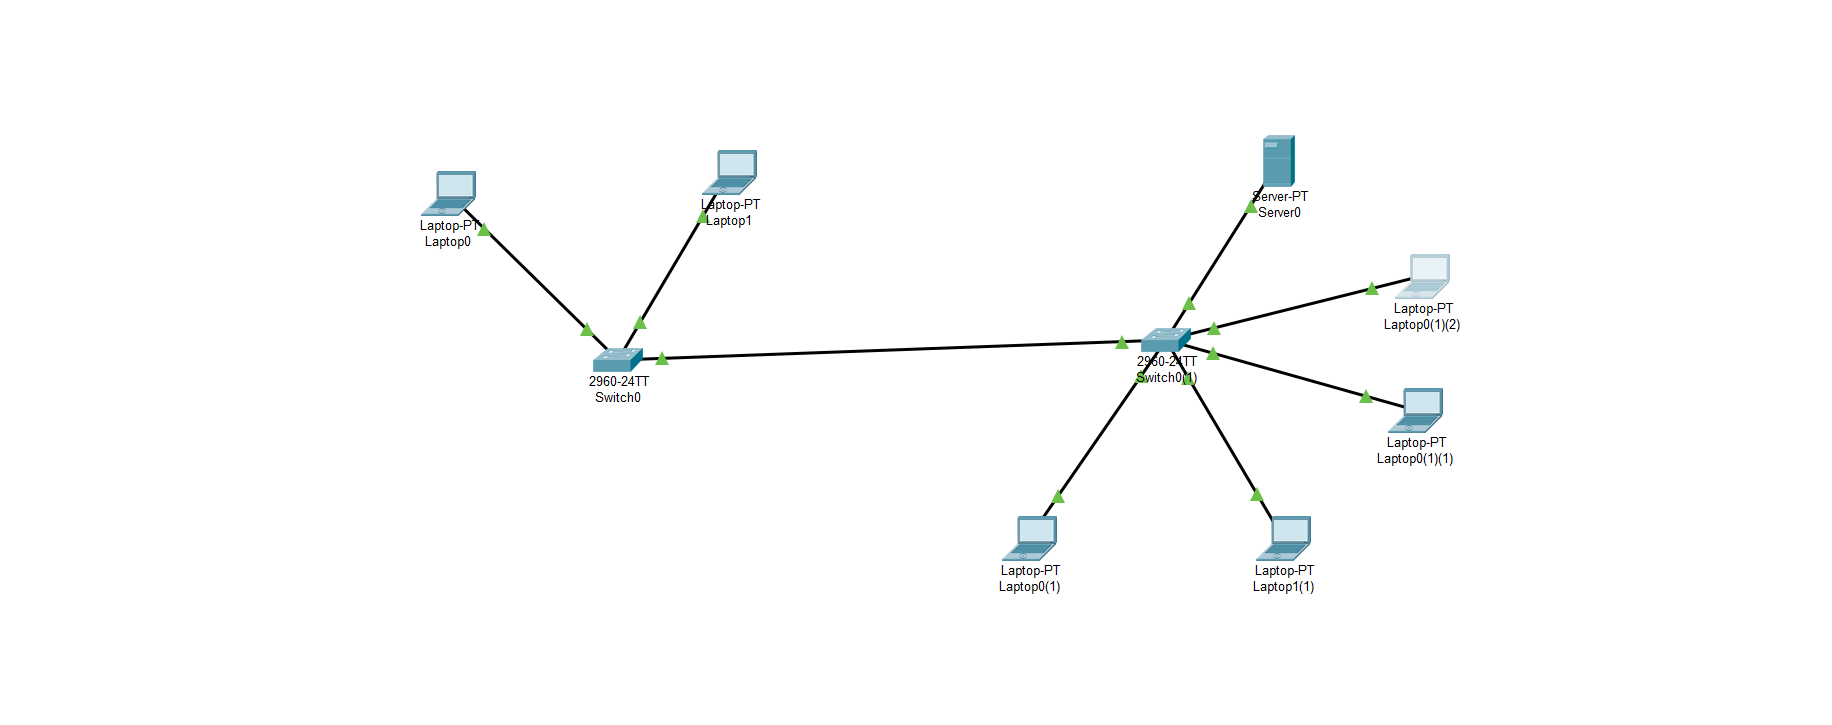 Laptop-PT
Laptop0
Laptop-PT
Laptop1
2960-24TT
Switch0
Server-PT
Server0
Laptop-PT
Laptop0(1)(2)
2960-24TT
Switch0(1)
Laptop-PT
Laptop0(1)(1)
Laptop-PT
Laptop0(1)
Laptop-PT
Laptop1(1)